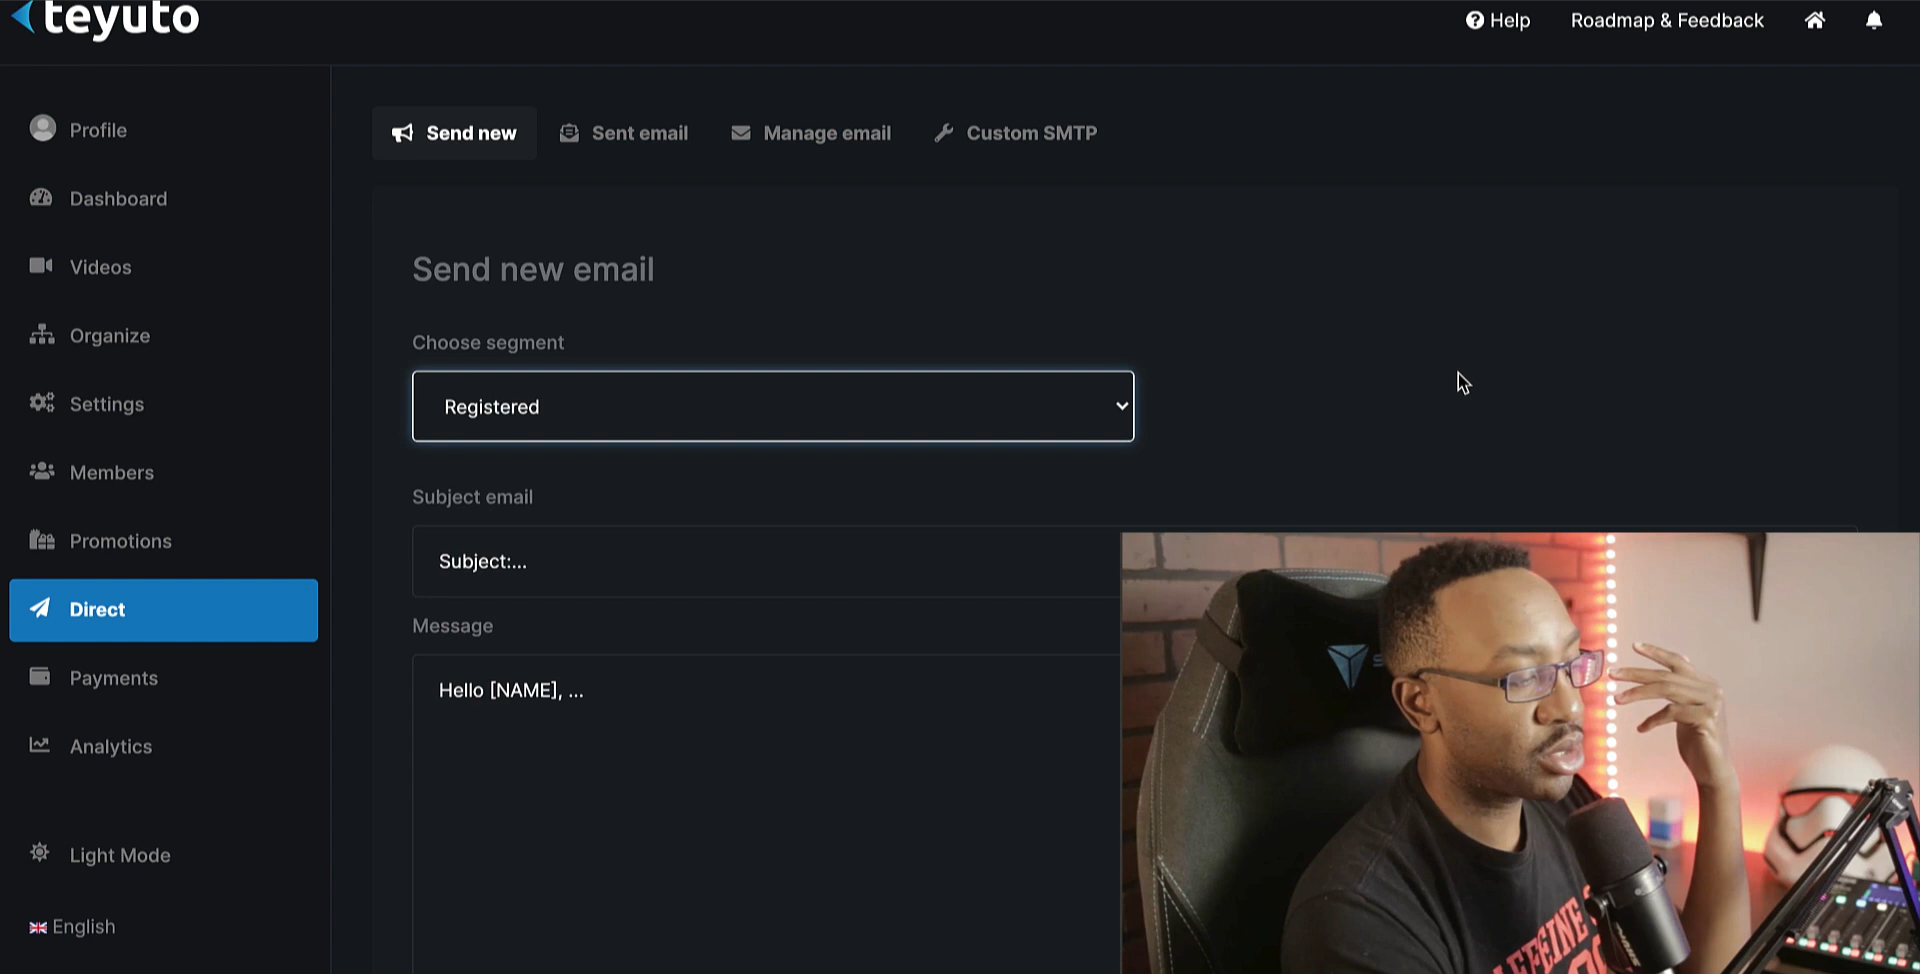 teyuto
Help
Roadmap & Feedback
Profile
Dashboard
Videos
Organize
Settings
Members
Promotions
Direct
Payments
Analytics
Light Mode
English
Send new
Sent email
Manage email
Custom SMTP
Send new email
Choose segment
Registered
Subject email
Subject:...
Message
Hello [NAME], ...